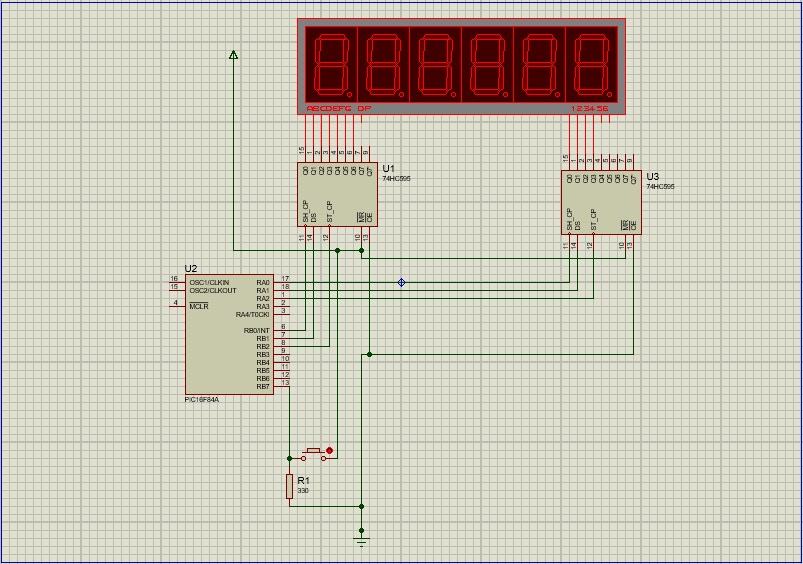 ABCDEFG DP
123456
15 1 2 3 4 5 6 7 9
Q0 Q1 Q2 Q3 Q4 Q5 Q6 Q7 Q7'
U1
74HC595
SH_CP DS ST_CP MR OE
11 14 12 10 13
15 1 2 3 4 5 6 7 9
Q0 Q1 Q2 Q3 Q4 Q5 Q6 Q7 Q7'
U3
74HC595
SH_CP DS ST_CP MR OE
11 14 12 10 13
U2
16 OSC1/CLKIN RA0 17
15 OSC2/CLKOUT RA1 18
RA2 1
4 MCLR RA3 2
RA4/T0CKI 3
RB0/INT 6
RB1 7
RB2 8
RB3 9
RB4 10
RB5 11
RB6 12
RB7 13
PIC16F84A
R1
330